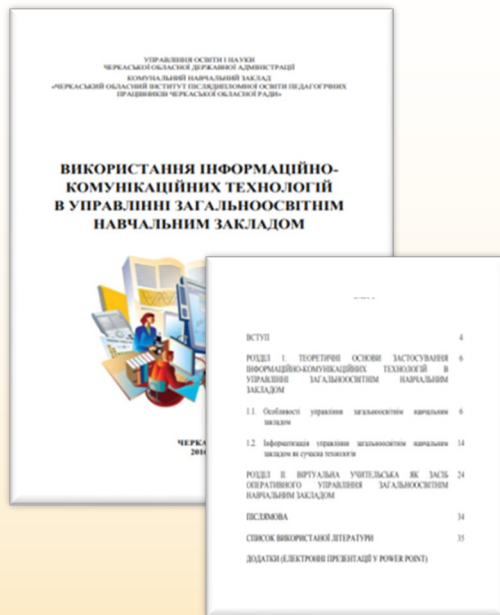 УПРАВЛІННЯ ОСВІТИ І НАУКИ
ЧЕРКАСЬКОЇ ОБЛАСНОЇ ДЕРЖАВНОЇ АДМІНІСТРАЦІЇ
КОМУНАЛЬНИЙ НАВЧАЛЬНИЙ ЗАКЛАД
«ЧЕРКАСЬКИЙ ОБЛАСНИЙ ІНСТИТУТ ПІСЛЯДИПЛОМНОЇ ОСВІТИ ПЕДАГОГІЧНИХ
ПРАЦІВНИКІВ ЧЕРКАСЬКОЇ ОБЛАСНОЇ РАДИ»
ВИКОРИСТАННЯ ІНФОРМАЦІЙНО-
КОМУНІКАЦІЙНИХ ТЕХНОЛОГІЙ
В УПРАВЛІННІ ЗАГАЛЬНООСВІТНІМ
НАВЧАЛЬНИМ ЗАКЛАДОМ
ЧЕРКА
201
ВСТУП 4
РОЗДІЛ І. ТЕОРЕТИЧНІ ОСНОВИ ЗАСТОСУВАННЯ 6
ІНФОРМАЦІЙНО-КОМУНІКАЦІЙНИХ ТЕХНОЛОГІЙ В
УПРАВЛІННІ ЗАГАЛЬНООСВІТНІМ НАВЧАЛЬНИМ
ЗАКЛАДОМ
1.1. Особливості управління загальноосвітнім навчальним 6
закладом
1.2. Інформатизація управління загальноосвітнім навчальним 14
закладом як сучасна технологія
РОЗДІЛ ІІ. ВІРТУАЛЬНА УЧИТЕЛЬСЬКА ЯК ЗАСІБ 24
ОПЕРАТИВНОГО УПРАВЛІННЯ ЗАГАЛЬНООСВІТНІМ
НАВЧАЛЬНИМ ЗАКЛАДОМ
ПІСЛЯМОВА 34
СПИСОК ВИКОРИСТАНОЇ ЛІТЕРАТУРИ 35
ДОДАТКИ (ЕЛЕКТРОННІ ПРЕЗЕНТАЦІЇ У POWER POINT)